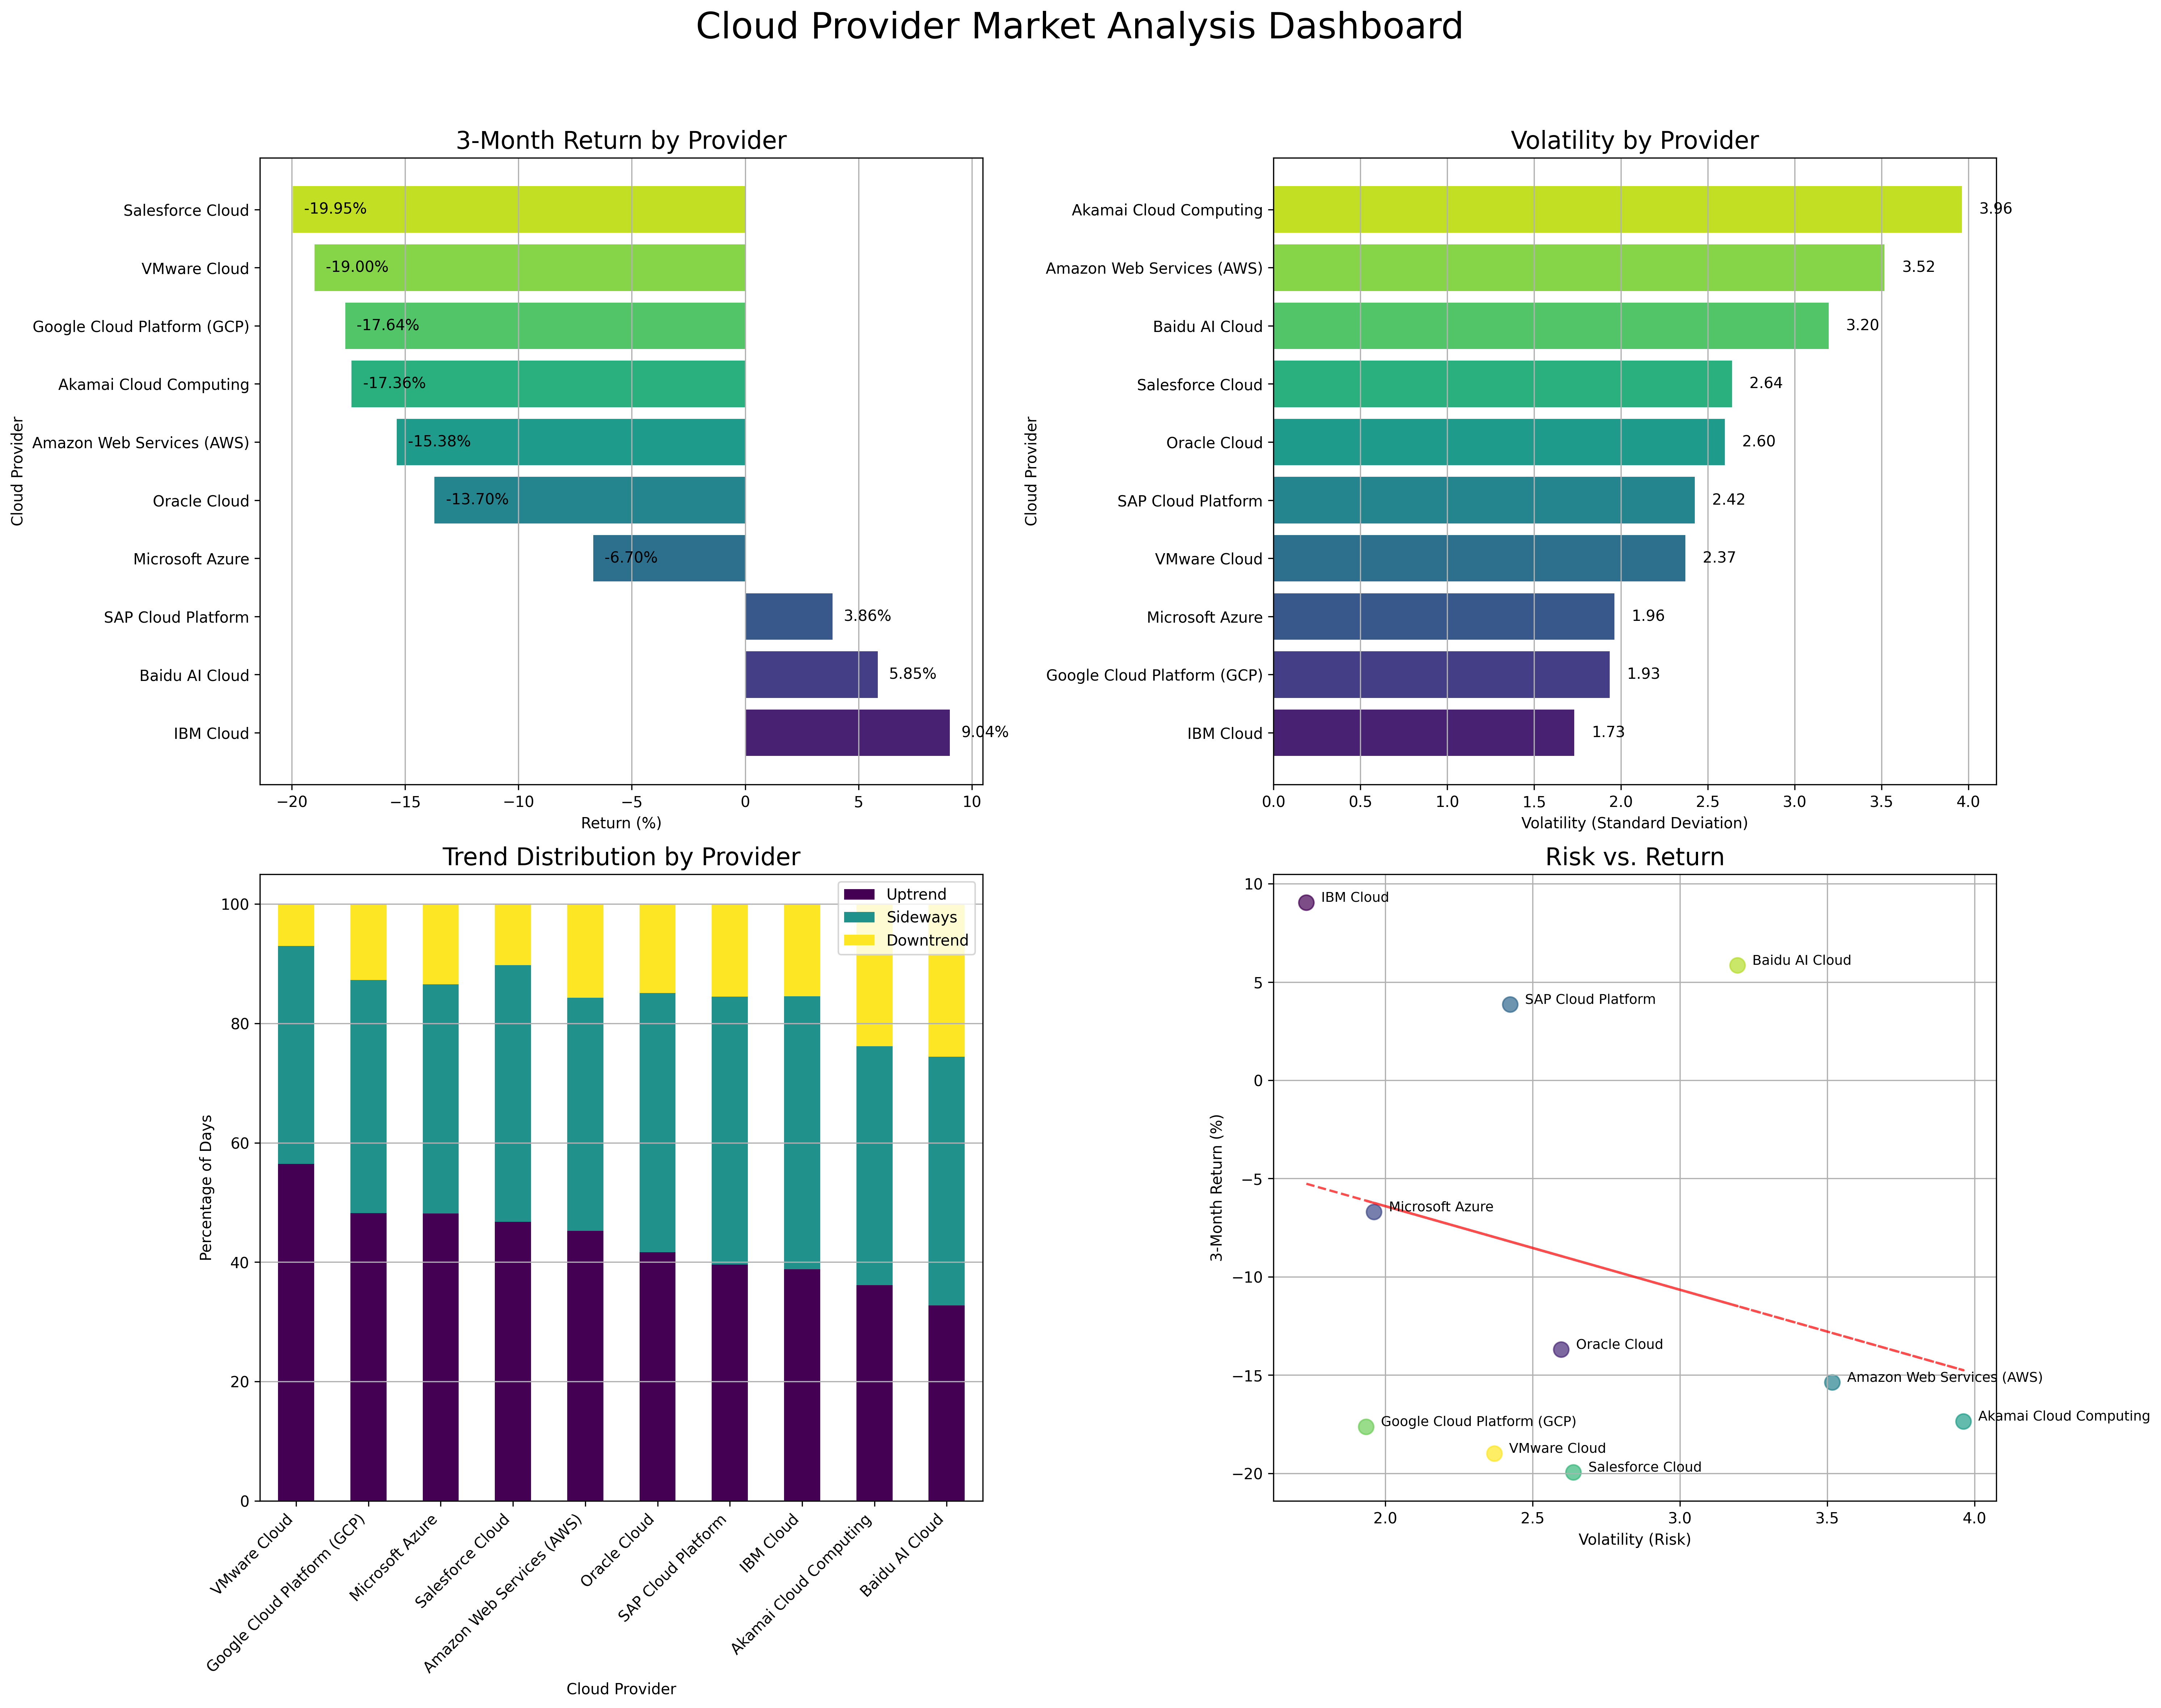 Cloud Provider Market Analysis Dashboard
3-Month Return by Provider
Cloud Provider
Salesforce Cloud
-19.95%
VMware Cloud
-19.00%
Google Cloud Platform (GCP)
-17.64%
Akamai Cloud Computing
-17.36%
Amazon Web Services (AWS)
-15.38%
Oracle Cloud
-13.70%
Microsoft Azure
-6.70%
SAP Cloud Platform
3.86%
Baidu AI Cloud
5.85%
IBM Cloud
9.04%
−20 −15 −10 −5 0 5 10
Return (%)
Volatility by Provider
Cloud Provider
Akamai Cloud Computing
3.96
Amazon Web Services (AWS)
3.52
Baidu AI Cloud
3.20
Salesforce Cloud
2.64
Oracle Cloud
2.60
SAP Cloud Platform
2.42
VMware Cloud
2.37
Microsoft Azure
1.96
Google Cloud Platform (GCP)
1.93
IBM Cloud
1.73
0.0 0.5 1.0 1.5 2.0 2.5 3.0 3.5 4.0
Volatility (Standard Deviation)
Trend Distribution by Provider
Uptrend
Sideways
Downtrend
Percentage of Days
100
80
60
40
20
0
VMware Cloud
Google Cloud Platform (GCP)
Microsoft Azure
Salesforce Cloud
Amazon Web Services (AWS)
Oracle Cloud
SAP Cloud Platform
IBM Cloud
Akamai Cloud Computing
Baidu AI Cloud
Cloud Provider
Risk vs. Return
3-Month Return (%)
10
5
0
−5
−10
−15
−20
IBM Cloud
Baidu AI Cloud
SAP Cloud Platform
Microsoft Azure
Oracle Cloud
Amazon Web Services (AWS)
Akamai Cloud Computing
Google Cloud Platform (GCP)
VMware Cloud
Salesforce Cloud
2.0 2.5 3.0 3.5 4.0
Volatility (Risk)